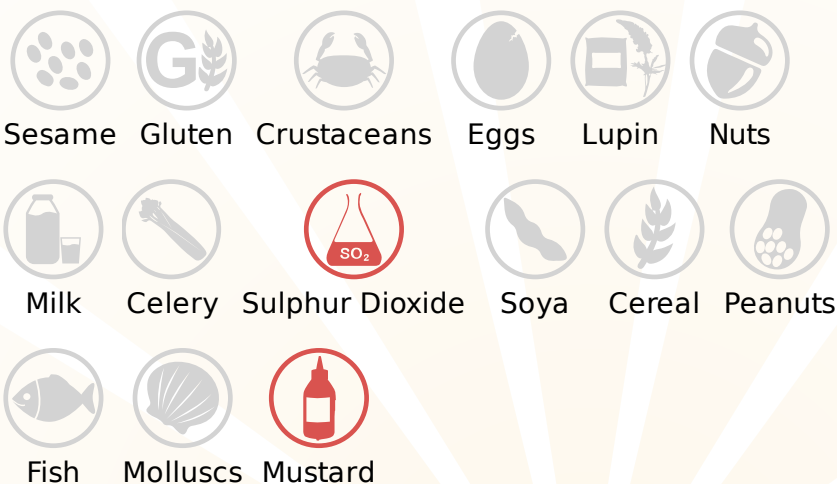 G
Sesame Gluten Crustaceans Eggs Lupin Nuts
SO₂
Milk Celery Sulphur Dioxide Soya Cereal Peanuts
Fish Molluscs Mustard